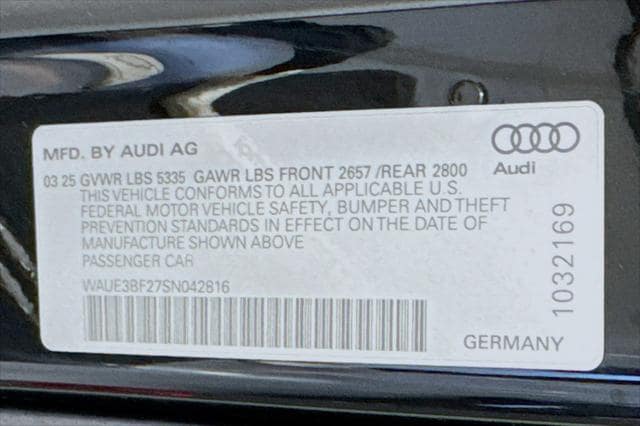 MFD. BY AUDI AG
03 25 GVWR LBS 5335 GAWR LBS FRONT 2657 /REAR 2800
THIS VEHICLE CONFORMS TO ALL APPLICABLE U.S.
FEDERAL MOTOR VEHICLE SAFETY, BUMPER AND THEFT
PREVENTION STANDARDS IN EFFECT ON THE DATE OF
MANUFACTURE SHOWN ABOVE
PASSENGER CAR
WAUE3BF27SN042816
Audi
1032169
GERMANY